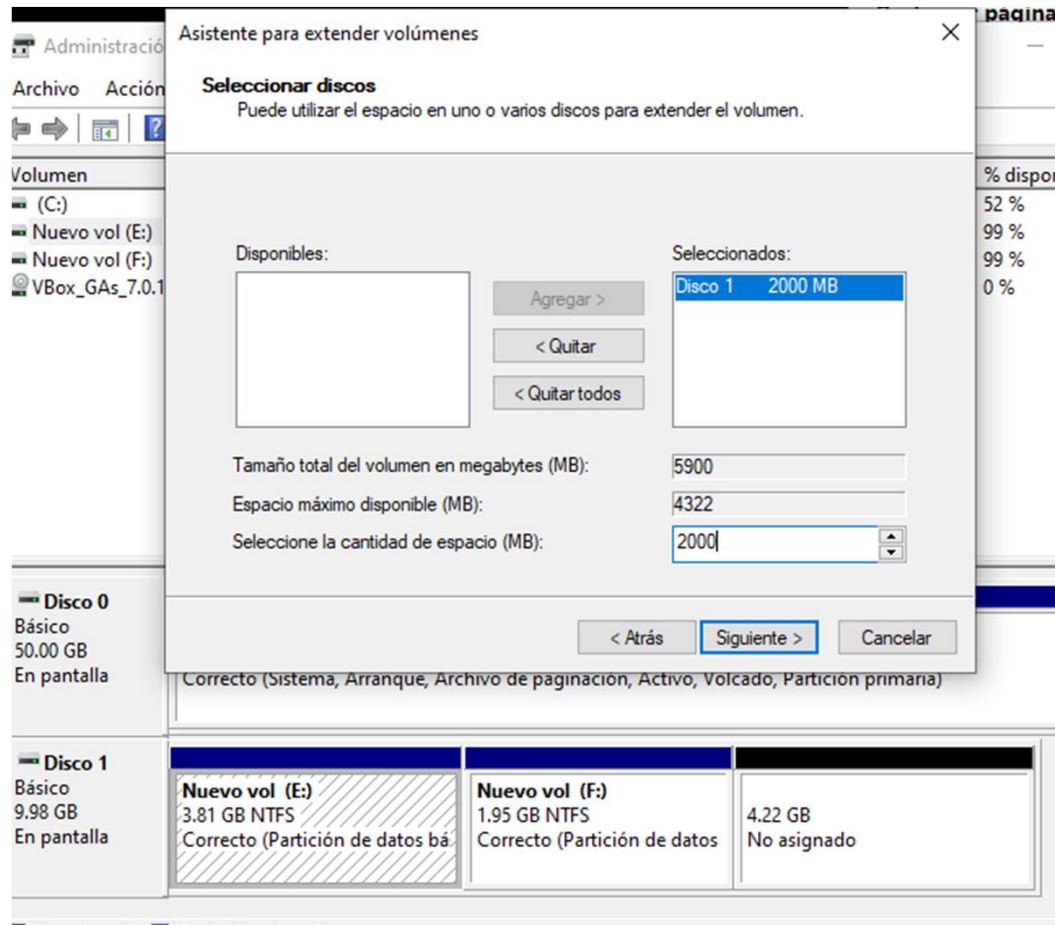 página
Administració
Asistente para extender volúmenes
Archivo Acción
Seleccionar discos
Puede utilizar el espacio en uno o varios discos para extender el volumen.
Volumen
% dispon
(C:)
52 %
Nuevo vol (E:)
99 %
Nuevo vol (F:)
99 %
VBox_GAs_7.0.1
0 %
Disponibles:
Seleccionados:
Disco 1 2000 MB
Agregar >
< Quitar
< Quitar todos
Tamaño total del volumen en megabytes (MB): 5900
Espacio máximo disponible (MB): 4322
Seleccione la cantidad de espacio (MB): 2000
< Atrás Siguiente > Cancelar
Disco 0
Básico
50.00 GB
En pantalla
Correcto (Sistema, Arranque, Archivo de paginación, Activo, Volcado, Partición primaria)
Disco 1
Básico
9.98 GB
En pantalla
Nuevo vol (E:)
3.81 GB NTFS
Correcto (Partición de datos bá
Nuevo vol (F:)
1.95 GB NTFS
Correcto (Partición de datos
4.22 GB
No asignado